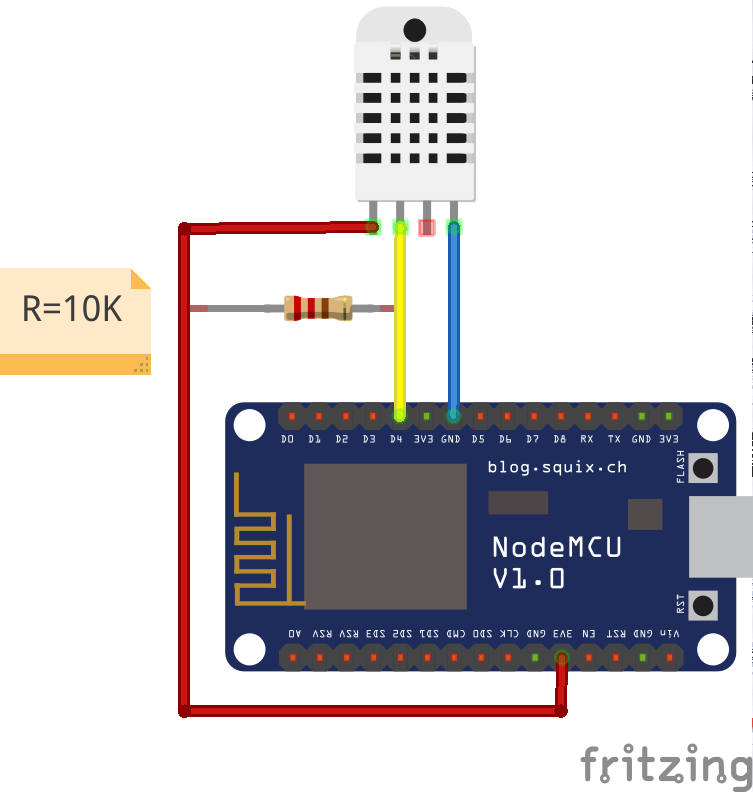 R=10K
D0 D1 D2 D3 D4 3V3 GND D5 D6 D7 D8 RX TX GND 3V3
blog.squix.ch
FLASH
NodeMCU
V1.0
RST
A0 RSV RSV SD3 SD2 SD1 CMD SD0 CLK GND 3V3 EN RST GND Vin
fritzing